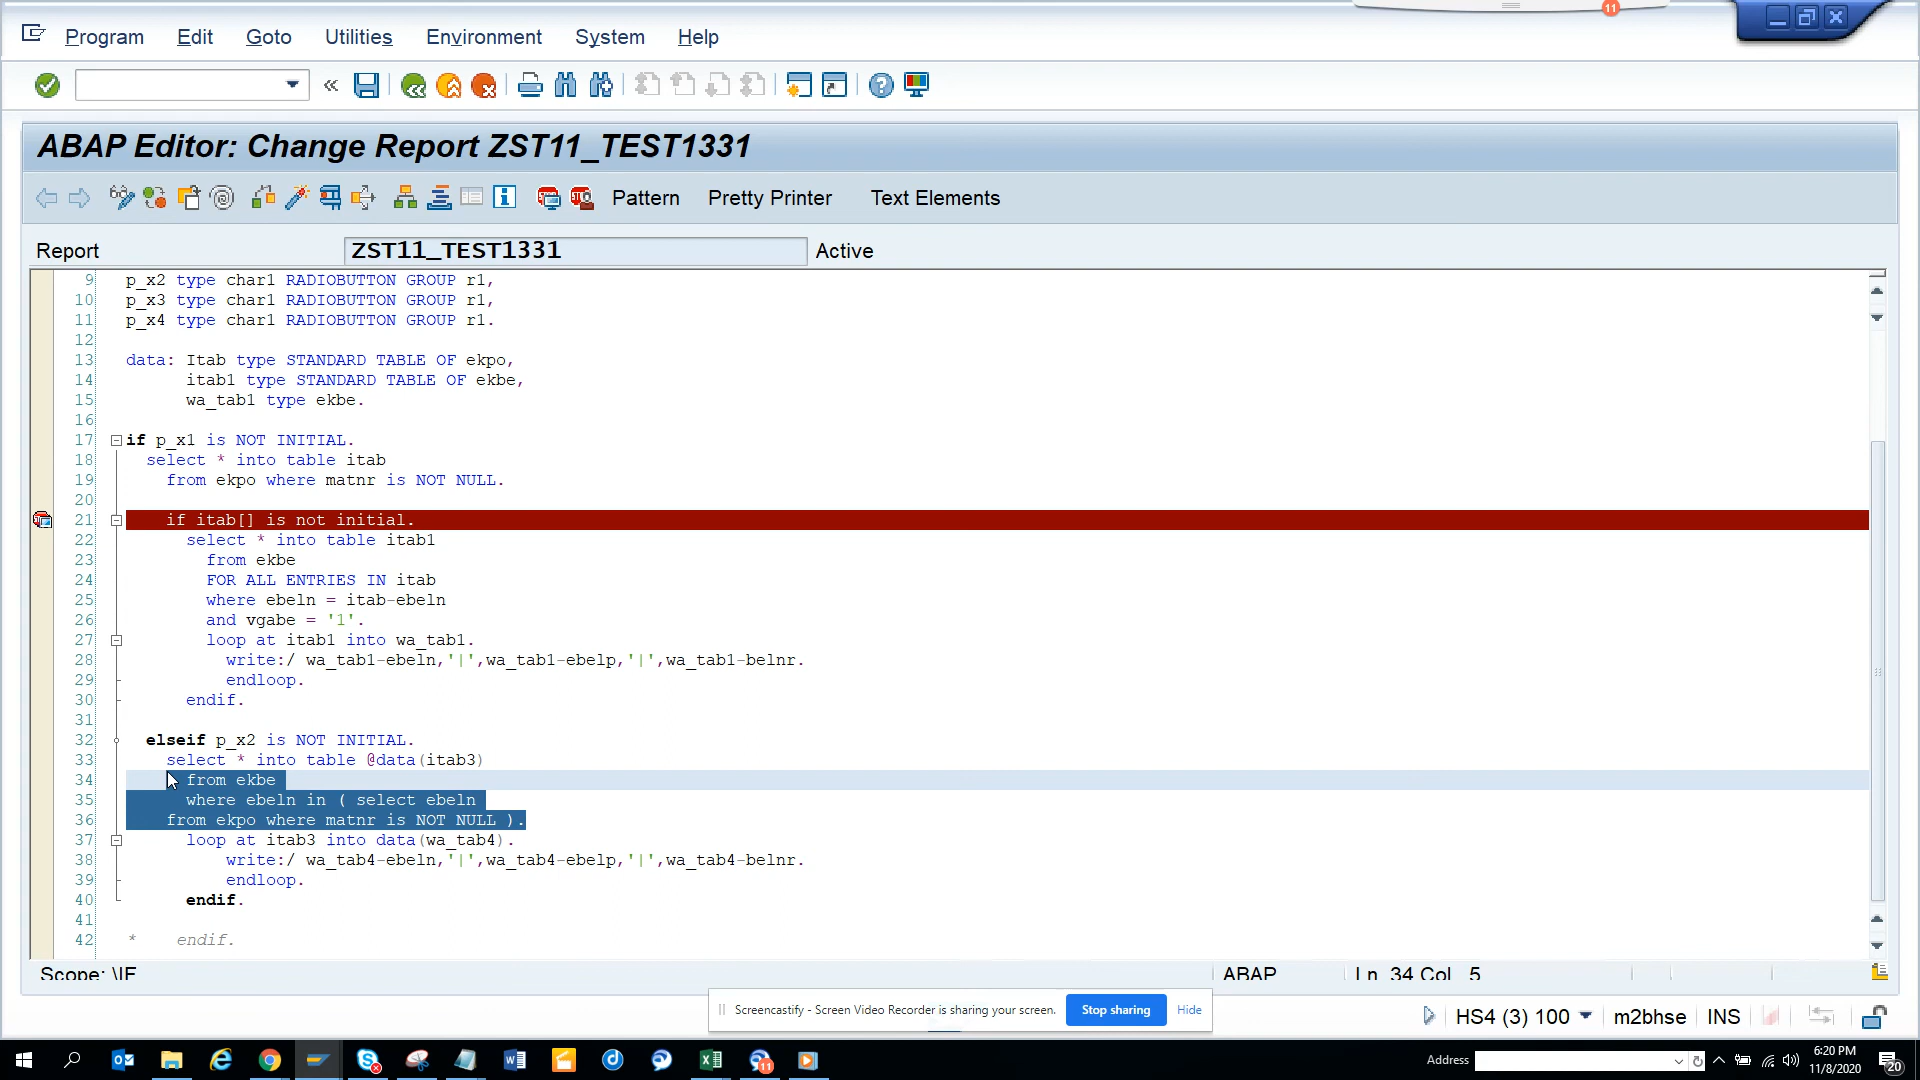 11
Program Edit Goto Utilities Environment System Help
ABAP Editor: Change Report ZST11_TEST1331
Pattern Pretty Printer Text Elements
Report ZST11_TEST1331 Active
9 p_x2 type char1 RADIOBUTTON GROUP r1,
10 p_x3 type char1 RADIOBUTTON GROUP r1,
11 p_x4 type char1 RADIOBUTTON GROUP r1.
12
13 data: Itab type STANDARD TABLE OF ekpo,
14 itab1 type STANDARD TABLE OF ekbe,
15 wa_tab1 type ekbe.
16
17 if p_x1 is NOT INITIAL.
18 select * into table itab
19 from ekpo where matnr is NOT NULL.
20
21 if itab[] is not initial.
22 select * into table itab1
23 from ekbe
24 FOR ALL ENTRIES IN itab
25 where ebeln = itab-ebeln
26 and vgabe = '1'.
27 loop at itab1 into wa_tab1.
28 write:/ wa_tab1-ebeln,'|',wa_tab1-ebelp,'|',wa_tab1-belnr.
29 endloop.
30 endif.
31
32 elseif p_x2 is NOT INITIAL.
33 select * into table @data(itab3)
34 from ekbe
35 where ebeln in ( select ebeln
36 from ekpo where matnr is NOT NULL ).
37 loop at itab3 into data(wa_tab4).
38 write:/ wa_tab4-ebeln,'|',wa_tab4-ebelp,'|',wa_tab4-belnr.
39 endloop.
40 endif.
41
42 * endif.
Scope: \IF ABAP Ln 34 Col 5
Screencastify - Screen Video Recorder is sharing your screen. Stop sharing Hide
HS4 (3) 100 m2bhse INS
Address
6:20 PM
11/8/2020
20
11